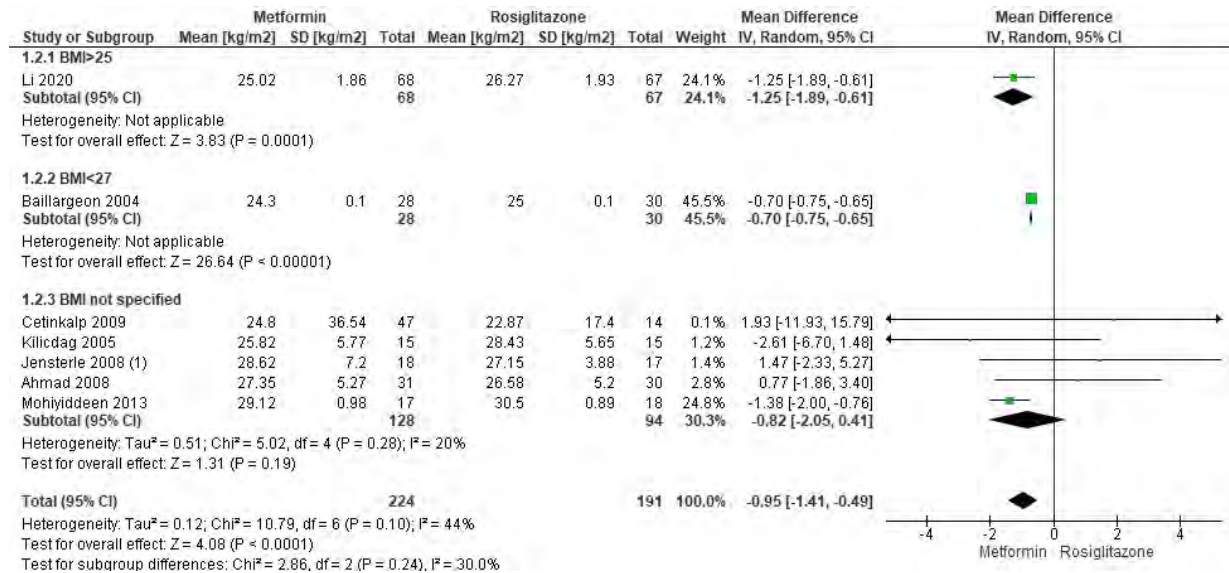 Metformin Rosiglitazone Mean Difference Mean Difference
Study or Subgroup Mean [kg/m2] SD [kg/m2] Total Mean [kg/m2] SD [kg/m2] Total Weight IV, Random, 95% CI IV, Random, 95% CI
1.2.1 BMI>25
Li 2020 25.02 1.86 68 26.27 1.93 67 24.1% -1.25 [-1.89, -0.61]
Subtotal (95% CI) 68 67 24.1% -1.25 [-1.89, -0.61]
Heterogeneity: Not applicable
Test for overall effect: Z = 3.83 (P = 0.0001)
1.2.2 BMI<27
Baillargeon 2004 24.3 0.1 28 25 0.1 30 45.5% -0.70 [-0.75, -0.65]
Subtotal (95% CI) 28 30 45.5% -0.70 [-0.75, -0.65]
Heterogeneity: Not applicable
Test for overall effect: Z = 26.64 (P < 0.00001)
1.2.3 BMI not specified
Cetinkalp 2009 24.8 36.54 47 22.87 17.4 14 0.1% 1.93 [-11.93, 15.79]
Kilicdag 2005 25.82 5.77 15 28.43 5.65 15 1.2% -2.61 [-6.70, 1.48]
Jensterle 2008 (1) 28.62 7.2 18 27.15 3.88 17 1.4% 1.47 [-2.33, 5.27]
Ahmad 2008 27.35 5.27 31 26.58 5.2 30 2.8% 0.77 [-1.86, 3.40]
Mohiyiddeen 2013 29.12 0.98 17 30.5 0.89 18 24.8% -1.38 [-2.00, -0.76]
Subtotal (95% CI) 128 94 30.3% -0.82 [-2.05, 0.41]
Heterogeneity: Tau² = 0.51; Chi² = 5.02, df = 4 (P = 0.28); I² = 20%
Test for overall effect: Z = 1.31 (P = 0.19)
Total (95% CI) 224 191 100.0% -0.95 [-1.41, -0.49]
Heterogeneity: Tau² = 0.12; Chi² = 10.79, df = 6 (P = 0.10); I² = 44%
Test for overall effect: Z = 4.08 (P < 0.0001)
Test for subgroup differences: Chi² = 2.86, df = 2 (P = 0.24), I² = 30.0%
-4 -2 0 2 4
Metformin Rosiglitazone